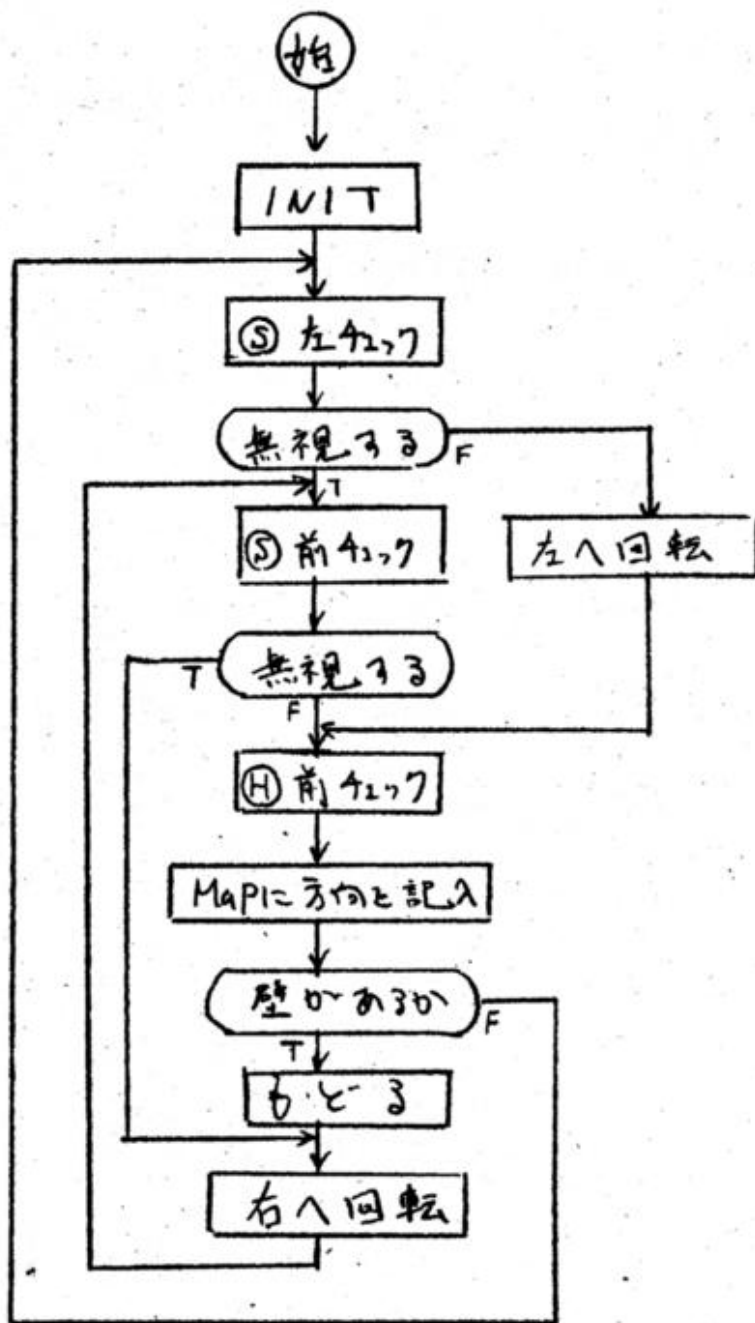 始
INIT
Ⓢ 左チェック
無視する
F
T
Ⓢ 前チェック
左へ回転
無視する
T
F
Ⓗ 前チェック
Mapに方向を記入
壁があるか
F
T
もどる
右へ回転